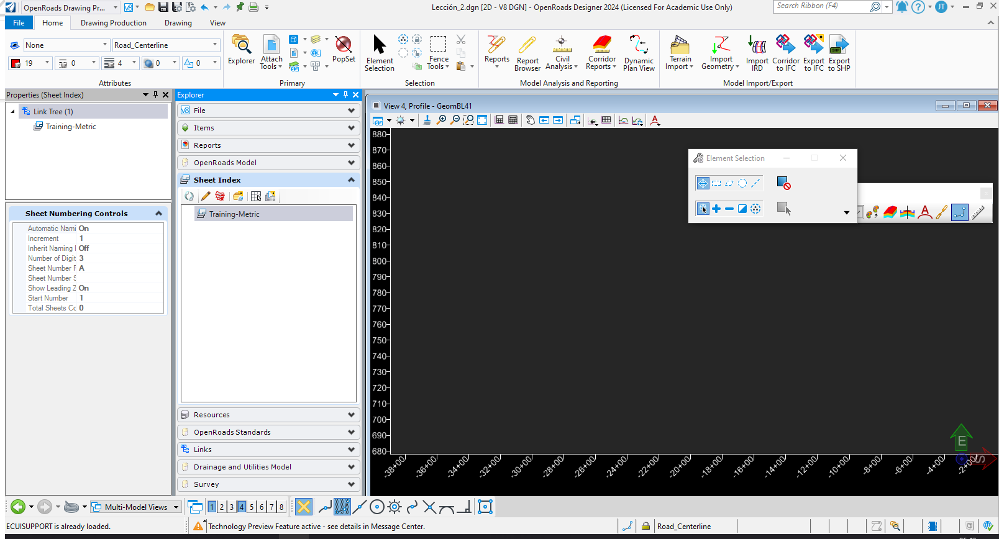 OpenRoads Drawing Pr...
Lección_2.dgn [2D - V8 DGN] - OpenRoads Designer 2024 (Licensed For Academic Use Only)
Search Ribbon (F4)
JT
File
Home
Drawing Production
Drawing
View
None
Road_Centerline
19
0
4
0
0
Attributes
Explorer
Attach
Tools
PopSet
Primary
Element
Selection
Fence
Tools
Selection
Reports
Report
Browser
Civil
Analysis
Corridor
Reports
Dynamic
Plan View
Model Analysis and Reporting
Terrain
Import
Import
Geometry
Import
IRD
Corridor
to IFC
Export
to IFC
Export
to SHP
SHP
Model Import/Export
Properties (Sheet Index)
Link Tree (1)
Training-Metric
Sheet Numbering Controls
Automatic Nami On
Increment 1
Inherit Naming I Off
Number of Digit 3
Sheet Number F A
Sheet Number S
Show Leading Z On
Start Number 1
Total Sheets Cc 0
Explorer
File
Items
Reports
OpenRoads Model
Sheet Index
Training-Metric
Resources
OpenRoads Standards
Links
Drainage and Utilities Model
Survey
View 4, Profile - GeomBL41
880
870
860
850
840
830
820
810
800
790
780
770
760
750
740
730
720
710
700
690
680
-38+00
-36+00
-34+00
-32+00
-30+00
-28+00
-26+00
-24+00
-22+00
-20+00
-18+00
-16+00
-14+00
-12+00
-10+00
-8+00
-6+00
-4+00
-2+00
E
S
Element Selection
Multi-Model Views
1 2 3 4 5 6 7 8
ECUISUPPORT is already loaded.
Technology Preview Feature active - see details in Message Center.
Road_Centerline